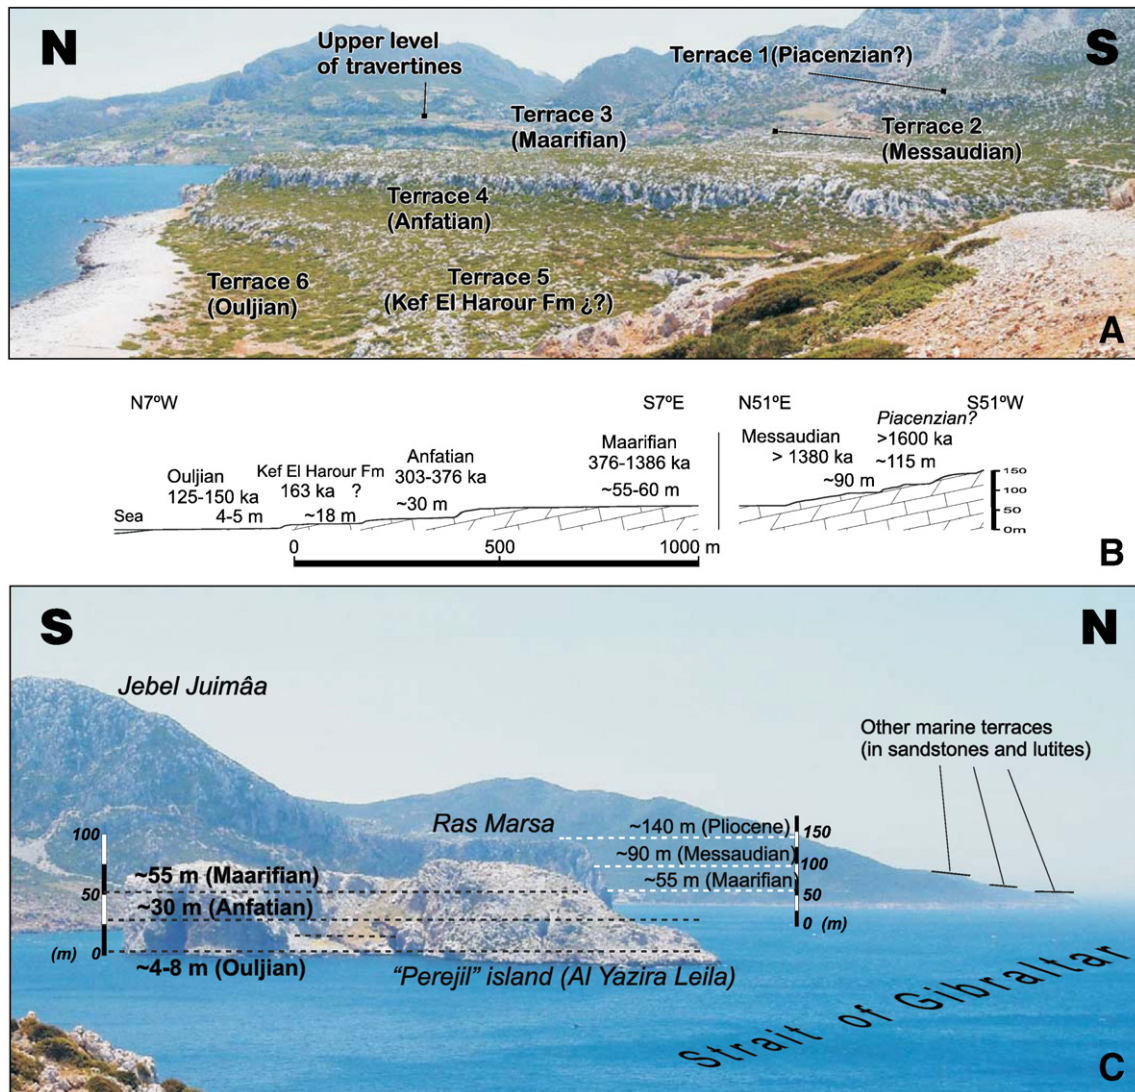 N
S
Upper level
of travertines
Terrace 1(Piacenzian?)
Terrace 3
(Maarifian)
Terrace 2
(Messaudian)
Terrace 4
(Anfatian)
Terrace 6
(Ouljian)
Terrace 5
(Kef El Harour Fm ¿?)
A
N7ºW
S7ºE
N51ºE
S51ºW
Ouljian
125-150 ka
4-5 m
Kef El Harour Fm
163 ka ?
~18 m
Anfatian
303-376 ka
~30 m
Maarifian
376-1386 ka
~55-60 m
Messaudian
> 1380 ka
~90 m
Piacenzian?
>1600 ka
~115 m
Sea
150
100
50
0m
0
500
1000 m
B
S
N
Jebel Juimâa
Other marine terraces
(in sandstones and lutites)
Ras Marsa
100
50
(m) 0
~55 m (Maarifian)
~30 m (Anfatian)
~4-8 m (Ouljian)
~140 m (Pliocene)
~90 m (Messaudian)
~55 m (Maarifian)
150
100
50
0 (m)
“Perejil” island (Al Yazira Leila)
Strait of Gibraltar
C